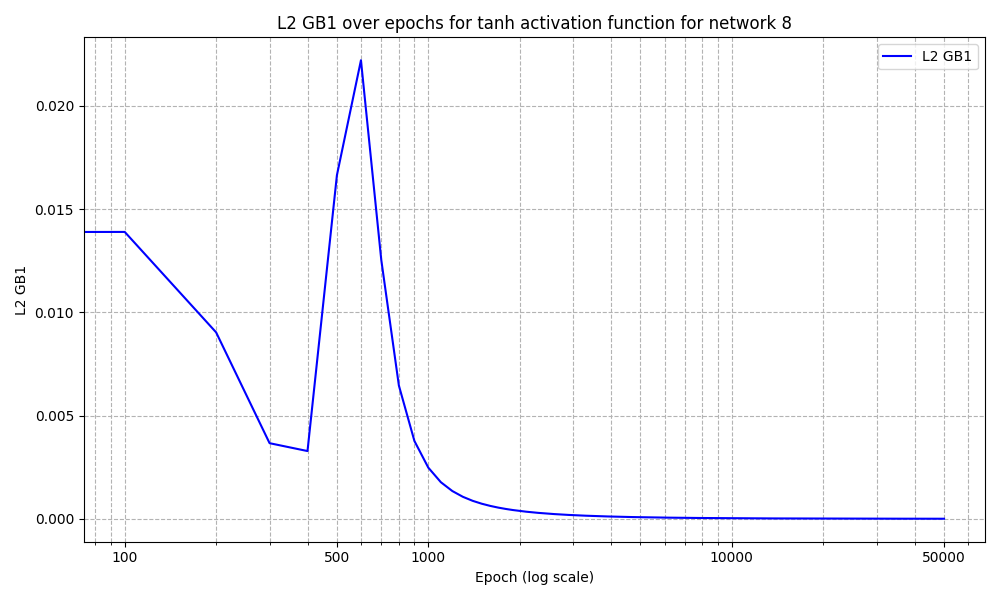 L2 GB1 over epochs for tanh activation function for network 8
L2 GB1
0.020
0.015
0.010
0.005
0.000
L2 GB1
100
500
1000
10000
50000
Epoch (log scale)